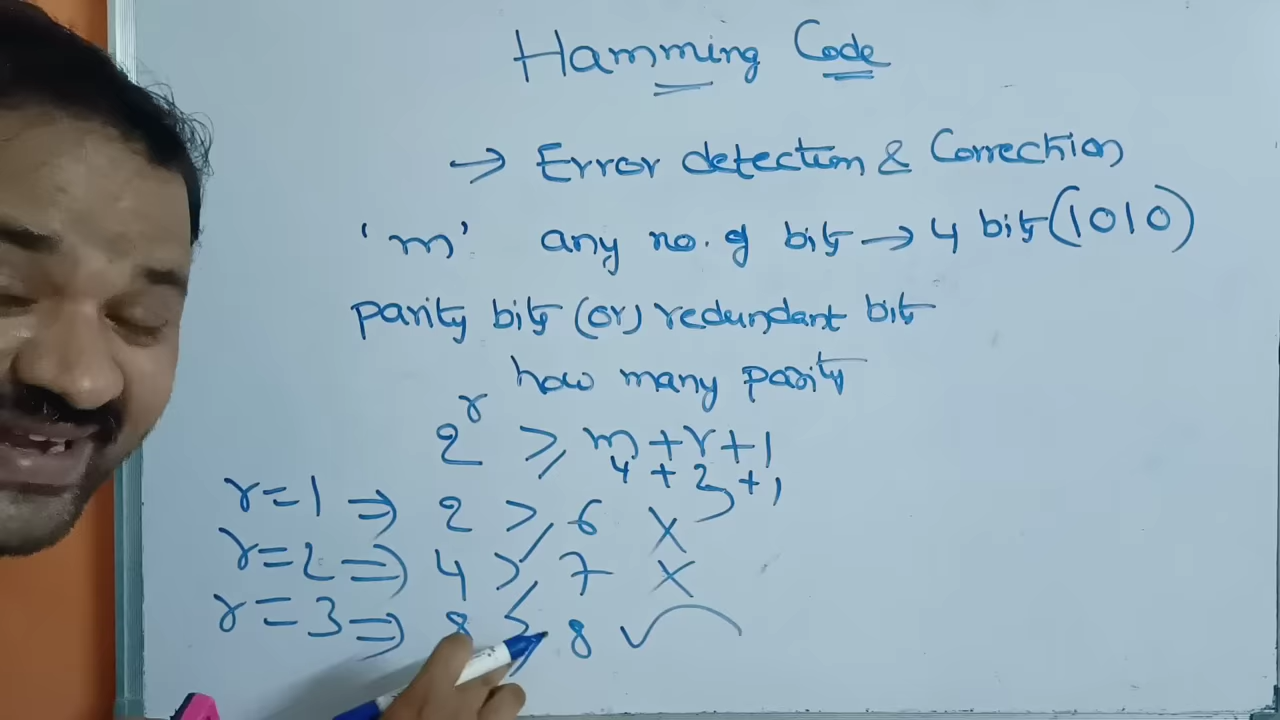 Hamming Code
→ Error detection & Correction
'm' any no. of bits → 4 bits (1010)
parity bits (or) redundant bits
how many parity
2^r ≥ m+r+1
4 + 3 + 1
r=1 ⇒ 2 ≥ 6 ✗
r=2 ⇒ 4 ≥ 7 ✗
r=3 ⇒ 8 ≥ 8 ✓